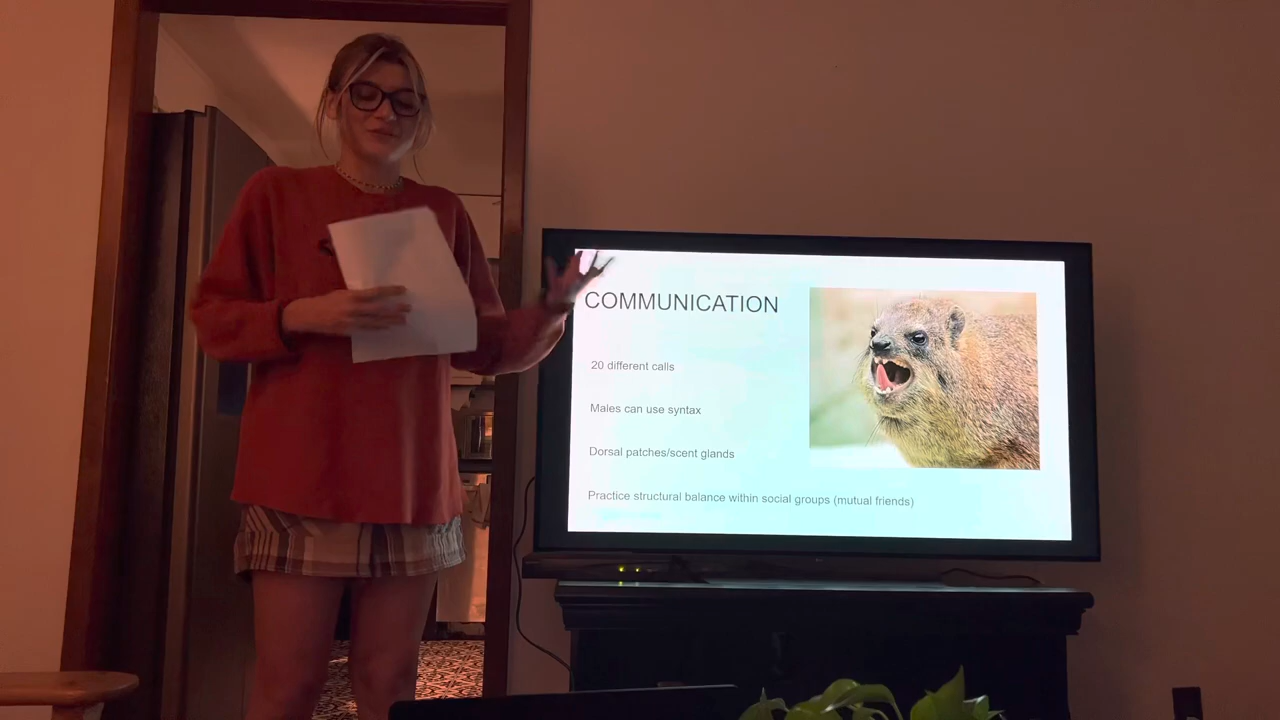 COMMUNICATION
20 different calls
Males can use syntax
Dorsal patches/scent glands
Practice structural balance within social groups (mutual friends)